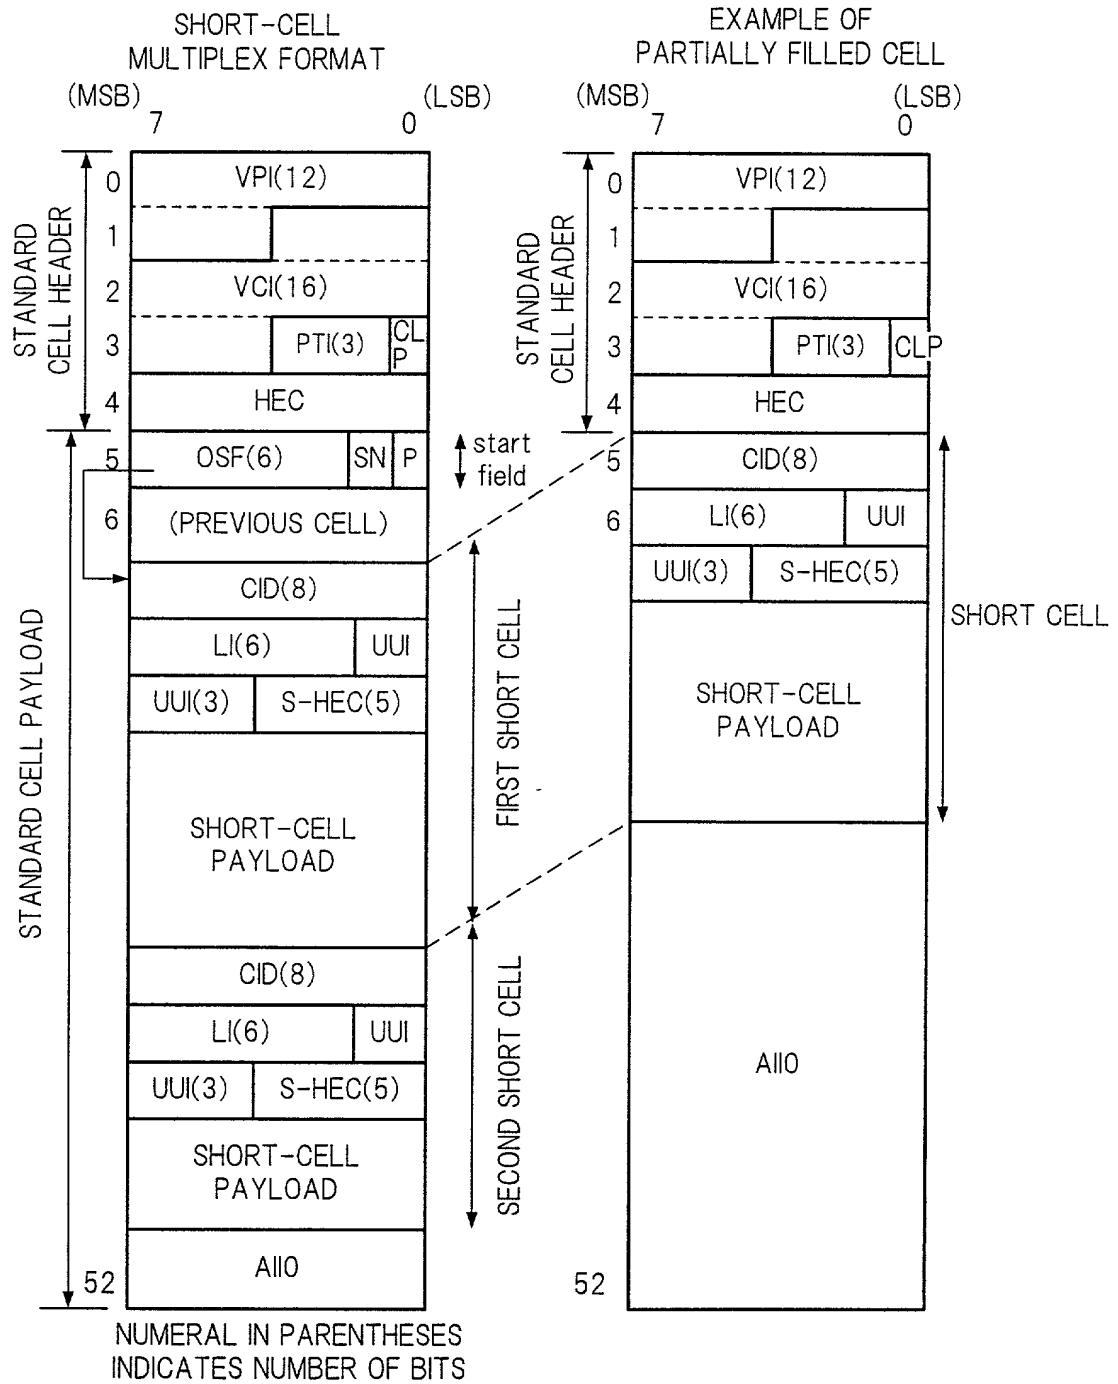 SHORT-CELL
MULTIPLEX FORMAT
(MSB)
(LSB)
7
0
STANDARD
CELL HEADER
0
VPI(12)
1
2
VCI(16)
3
PTI(3)
CL
P
4
HEC
STANDARD CELL PAYLOAD
5
OSF(6)
SN
P
start
field
6
(PREVIOUS CELL)
CID(8)
LI(6)
UUI
UUI(3)
S-HEC(5)
SHORT-CELL
PAYLOAD
FIRST SHORT CELL
CID(8)
LI(6)
UUI
UUI(3)
S-HEC(5)
SHORT-CELL
PAYLOAD
SECOND SHORT CELL
All0
52
NUMERAL IN PARENTHESES
INDICATES NUMBER OF BITS
EXAMPLE OF
PARTIALLY FILLED CELL
(MSB)
(LSB)
7
0
STANDARD
CELL HEADER
0
VPI(12)
1
2
VCI(16)
3
PTI(3)
CLP
4
HEC
5
CID(8)
6
LI(6)
UUI
UUI(3)
S-HEC(5)
SHORT CELL
SHORT-CELL
PAYLOAD
All0
52